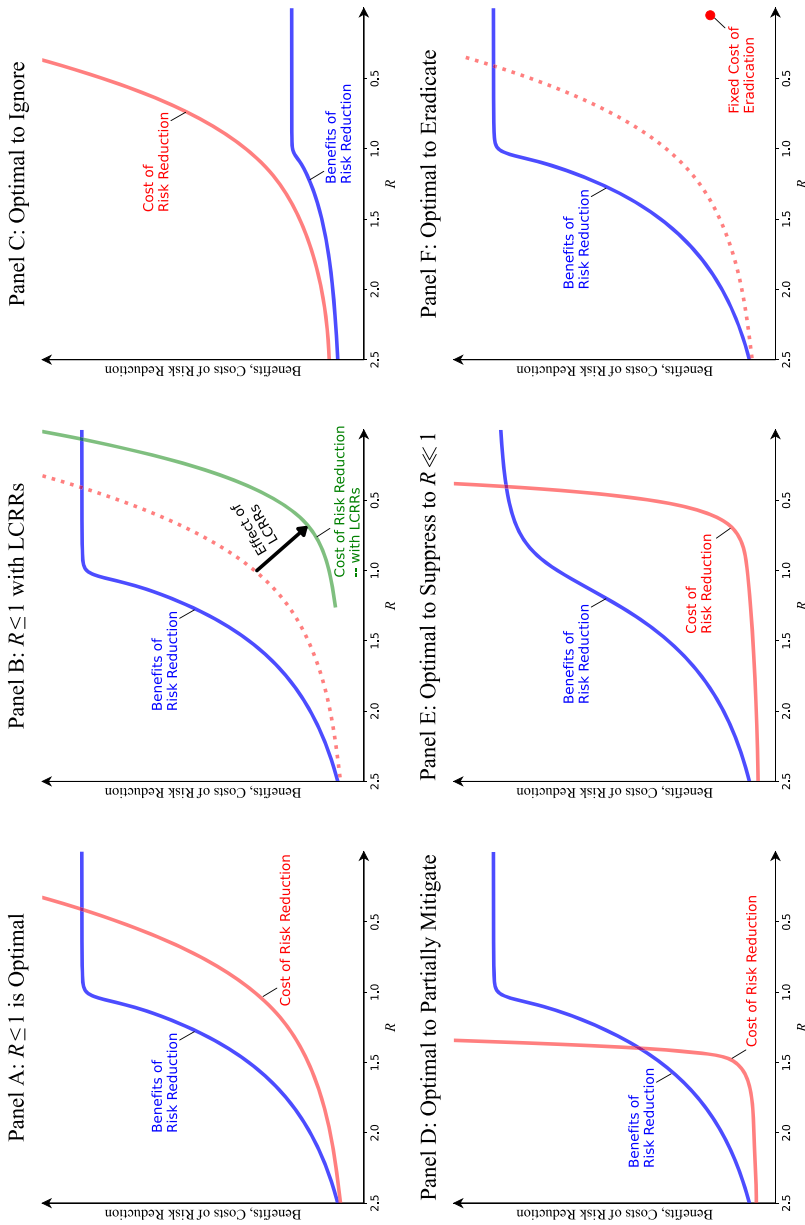 Panel A: R ≤ 1 is Optimal
Benefits, Costs of Risk Reduction
Benefits of
Risk Reduction
Cost of Risk Reduction
2.5
2.0
1.5
1.0
0.5
R
Panel B: R ≤ 1 with LCRRs
Benefits, Costs of Risk Reduction
Benefits of
Risk Reduction
Effect of
LCRRs
Cost of Risk Reduction
-- with LCRRs
2.5
2.0
1.5
1.0
0.5
R
Panel C: Optimal to Ignore
Benefits, Costs of Risk Reduction
Cost of
Risk Reduction
Benefits of
Risk Reduction
2.5
2.0
1.5
1.0
0.5
R
Panel D: Optimal to Partially Mitigate
Benefits, Costs of Risk Reduction
Benefits of
Risk Reduction
Cost of Risk Reduction
2.5
2.0
1.5
1.0
0.5
R
Panel E: Optimal to Suppress to R ≪ 1
Benefits, Costs of Risk Reduction
Benefits of
Risk Reduction
Cost of
Risk Reduction
2.5
2.0
1.5
1.0
0.5
R
Panel F: Optimal to Eradicate
Benefits, Costs of Risk Reduction
Benefits of
Risk Reduction
Fixed Cost of
Eradication
2.5
2.0
1.5
1.0
0.5
R